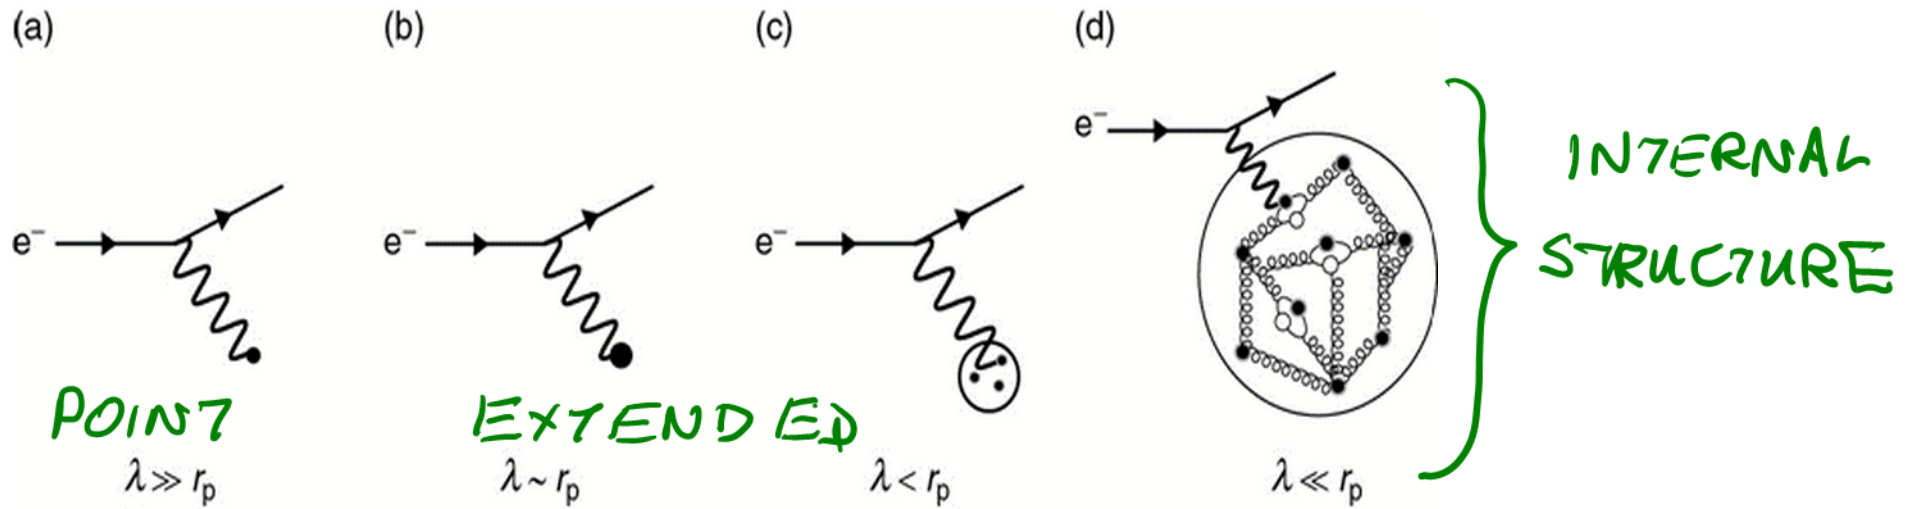 (a)
(b)
(c)
(d)
e⁻
e⁻
e⁻
e⁻
INTERNAL
STRUCTURE
POINT
EXTENDED
λ ≫ rₚ
λ ~ rₚ
λ < rₚ
λ ≪ rₚ